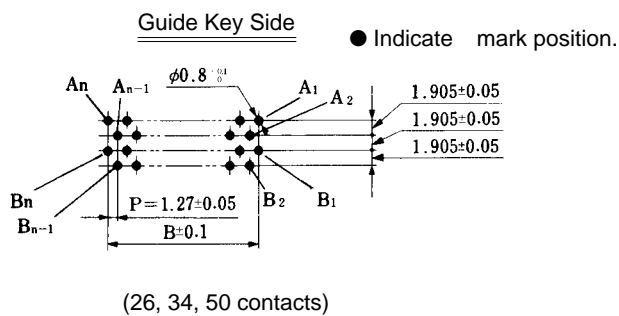 Guide Key Side
● Indicate mark position.
An
An-1
ϕ0.8 +0.1 0
A1
A2
1.905±0.05
1.905±0.05
1.905±0.05
Bn
Bn-1
P=1.27±0.05
B2
B1
B±0.1
(26, 34, 50 contacts)